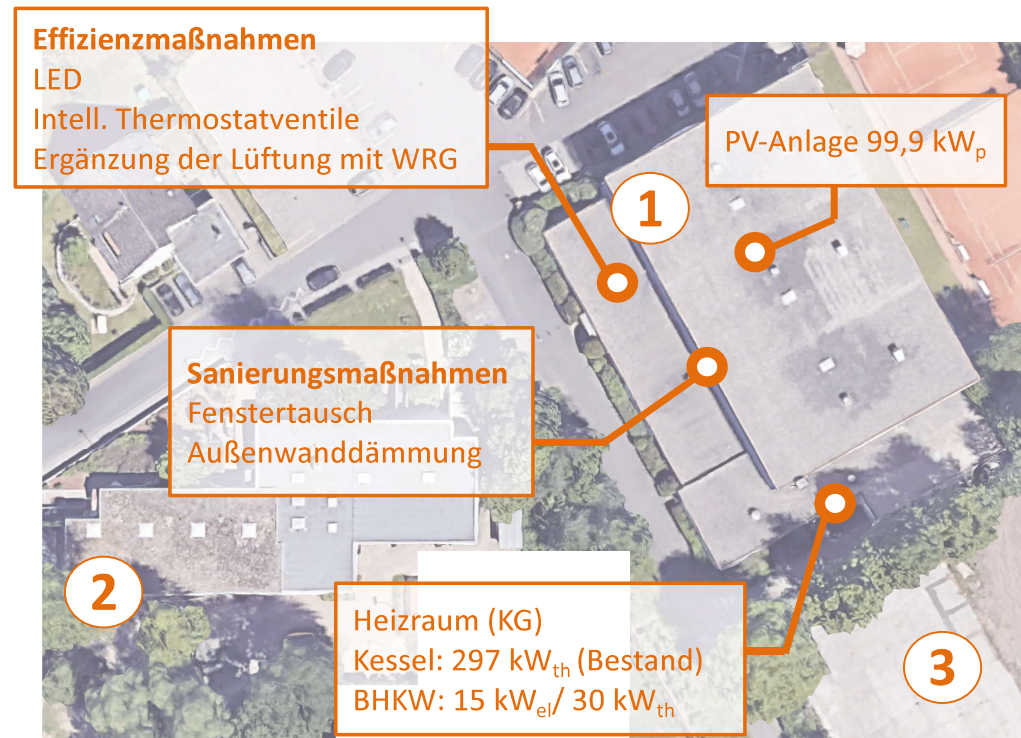 Effizienzmaßnahmen
LED
Intell. Thermostatventile
Ergänzung der Lüftung mit WRG
PV-Anlage 99,9 kWp
1
Sanierungsmaßnahmen
Fenstertausch
Außenwanddämmung
2
Heizraum (KG)
Kessel: 297 kWth (Bestand)
BHKW: 15 kWel/ 30 kWth
3